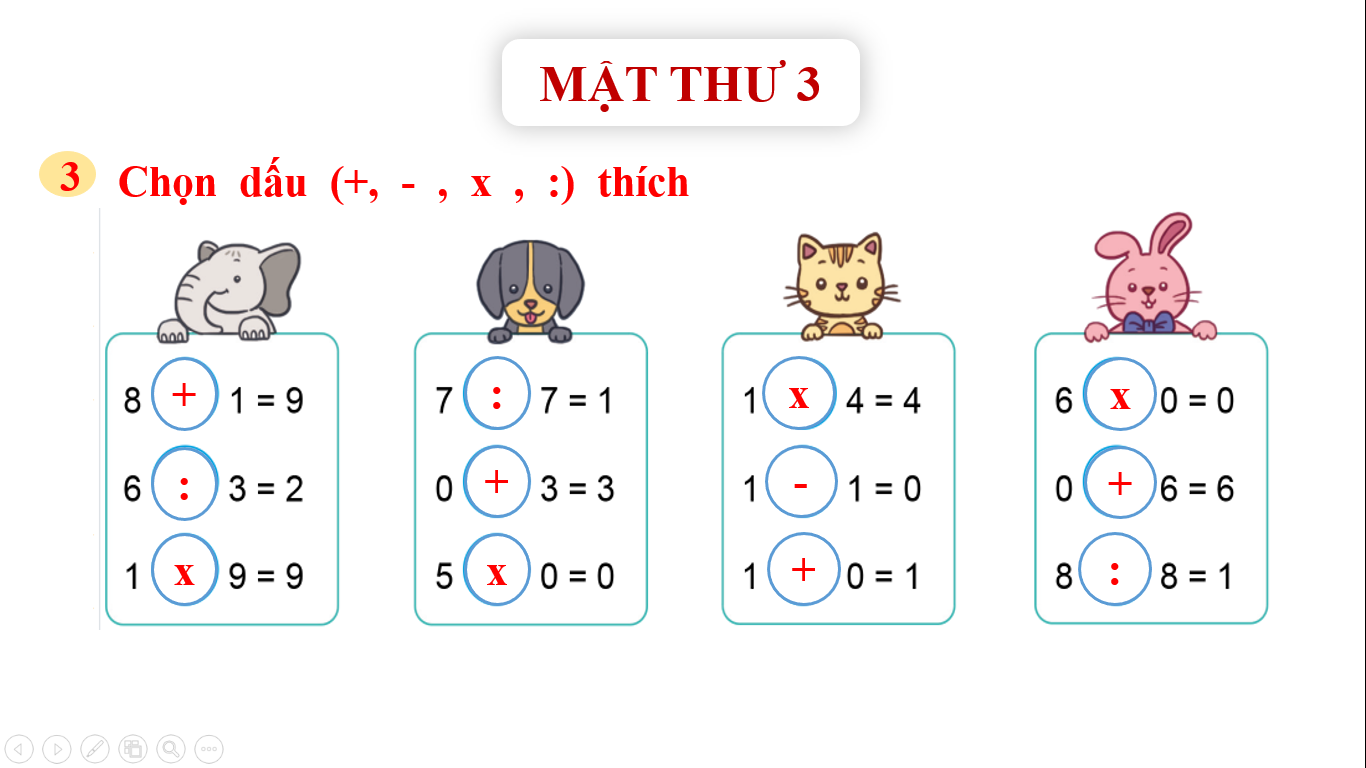 MẬT THƯ 3
3 Chọn dấu (+, - , x , :) thích
8 + 1 = 9
6 : 3 = 2
1 x 9 = 9
7 : 7 = 1
0 + 3 = 3
5 x 0 = 0
1 x 4 = 4
1 - 1 = 0
1 + 0 = 1
6 x 0 = 0
0 + 6 = 6
8 : 8 = 1